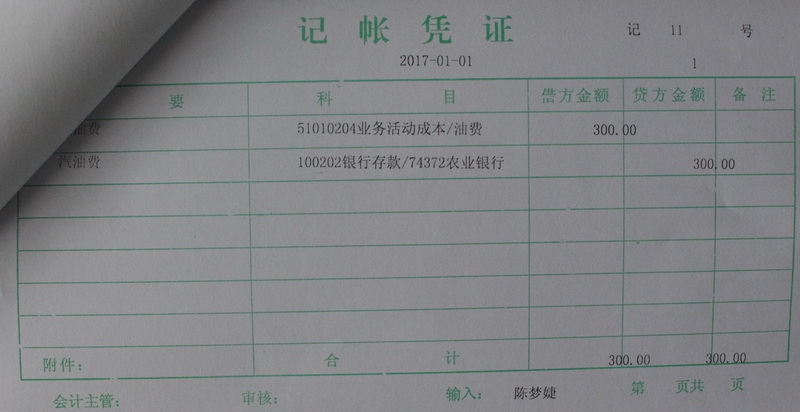 记帐凭证
记 11 号
2017-01-01
1
要 科目 借方金额 贷方金额 备注
油费 51010204业务活动成本/油费 300.00
汽油费 100202银行存款/74372农业银行 300.00
附件： 合计 300.00 300.00
会计主管： 审核： 输入： 陈梦婕 第 页共 页